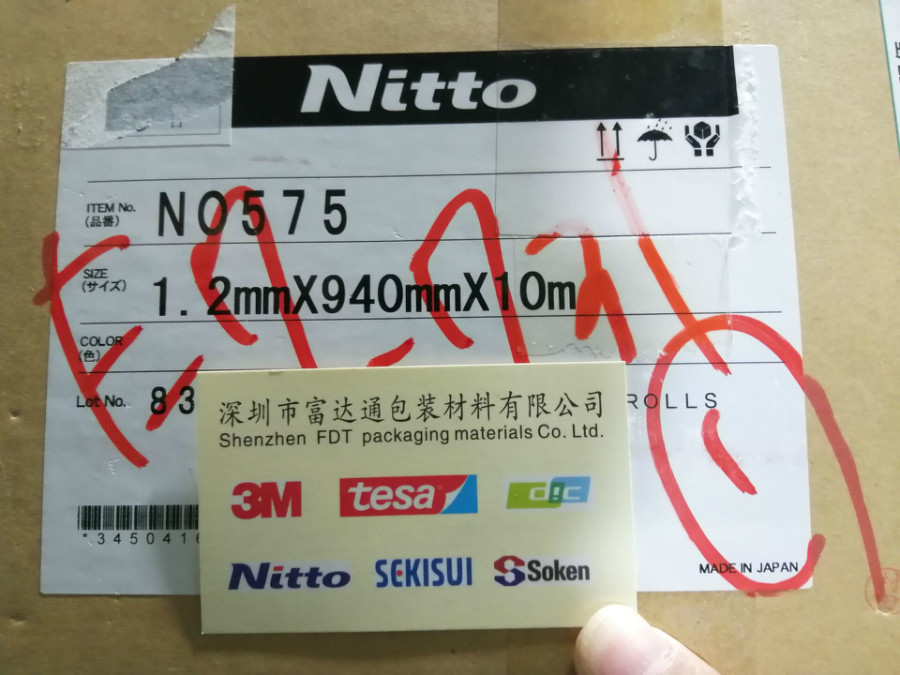 Nitto
ITEM No.
(品番)
NO575
SIZE
(サイズ)
1.2mmX940mmX10m
COLOR
(色)
Lot No.
83
ROLLS
深圳市富达通包装材料有限公司
Shenzhen FDT packaging materials Co. Ltd.
3M
tesa
dic
Nitto
SEKISUI
Soken
*3450416
MADE IN JAPAN